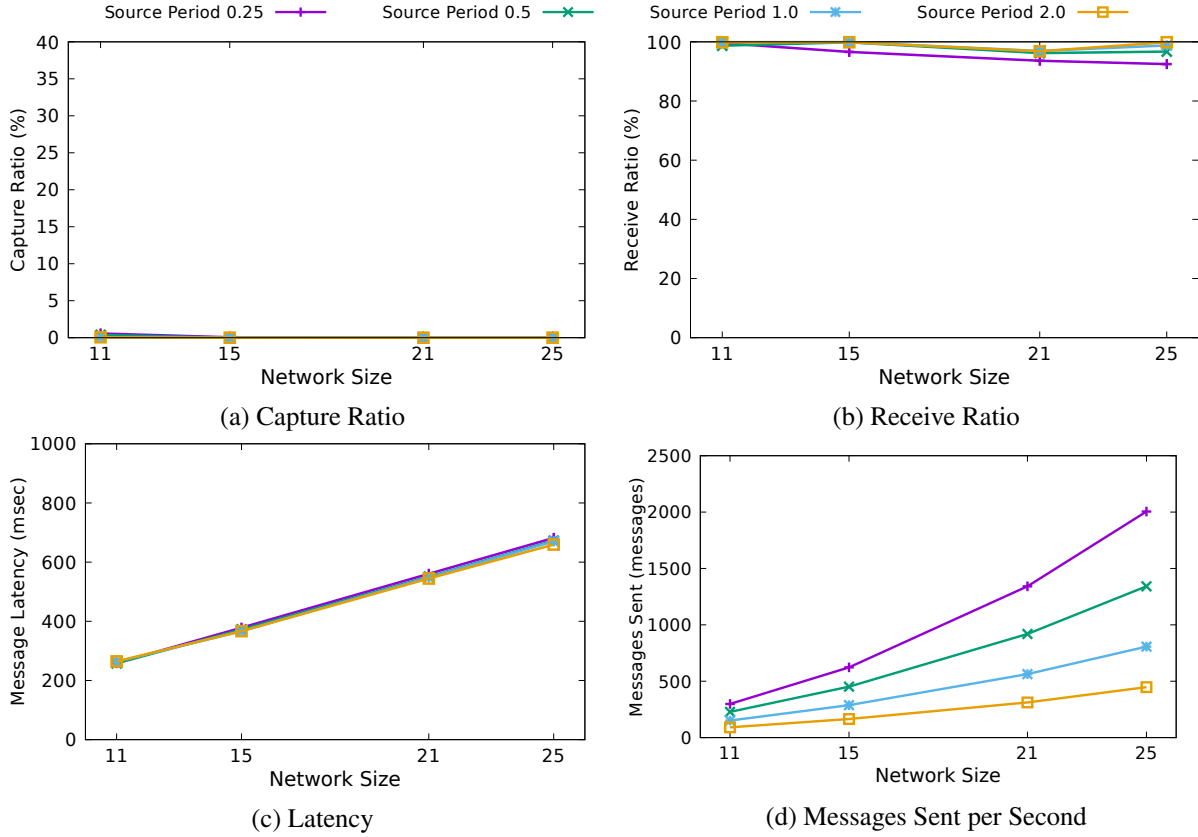 Source Period 0.25 Source Period 0.5 Source Period 1.0 Source Period 2.0
40
35
30
25
20
15
10
5
0
Capture Ratio (%)
11 15 21 25
Network Size
(a) Capture Ratio
100
80
60
40
20
0
Receive Ratio (%)
11 15 21 25
Network Size
(b) Receive Ratio
1000
800
600
400
200
0
Message Latency (msec)
11 15 21 25
Network Size
(c) Latency
2500
2000
1500
1000
500
0
Messages Sent (messages)
11 15 21 25
Network Size
(d) Messages Sent per Second